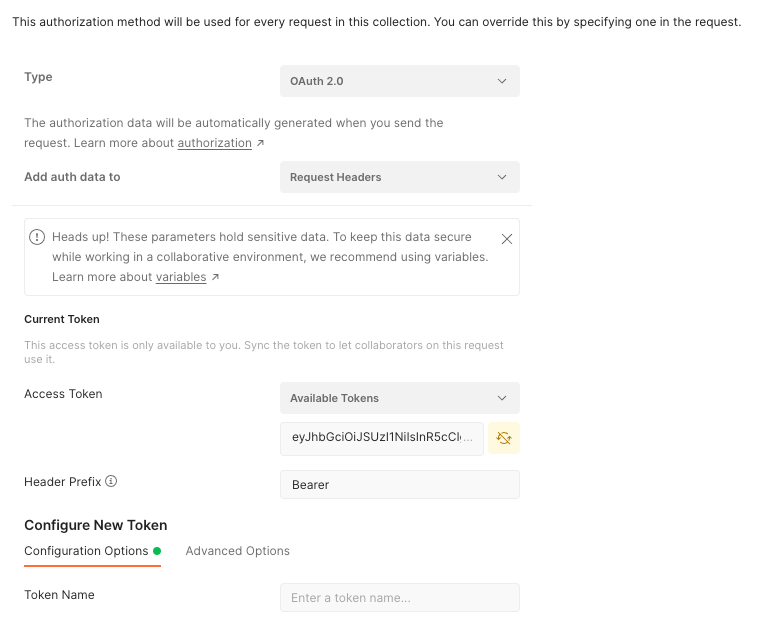 This authorization method will be used for every request in this collection. You can override this by specifying one in the request.
Type
OAuth 2.0
The authorization data will be automatically generated when you send the
request. Learn more about authorization ↗
Add auth data to
Request Headers
Heads up! These parameters hold sensitive data. To keep this data secure
while working in a collaborative environment, we recommend using variables.
Learn more about variables ↗
Current Token
This access token is only available to you. Sync the token to let collaborators on this request
use it.
Access Token
Available Tokens
eyJhbGciOiJSUzI1NiIsInR5cCI...
Header Prefix
Bearer
Configure New Token
Configuration Options
Advanced Options
Token Name
Enter a token name...